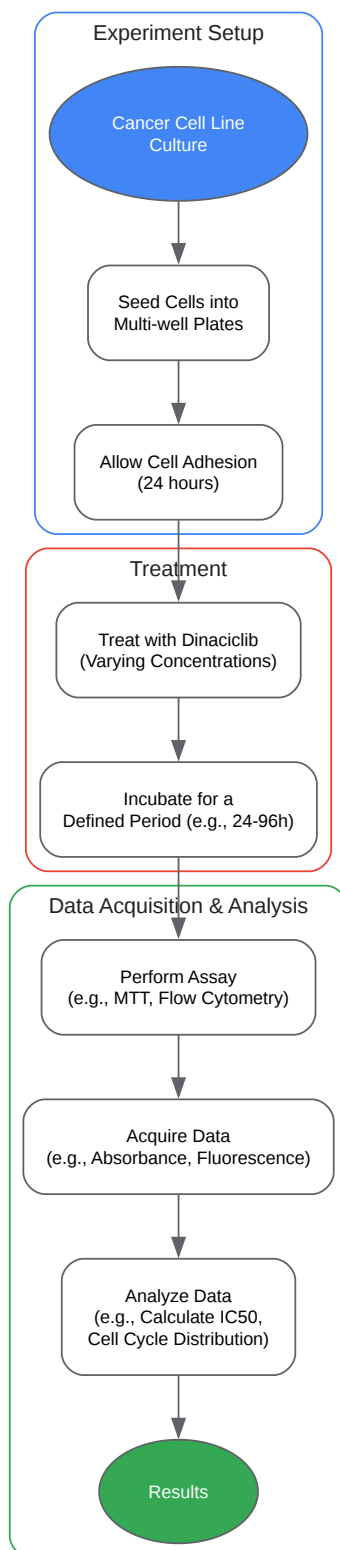 Experiment Setup
Cancer Cell Line
Culture
Seed Cells into
Multi-well Plates
Allow Cell Adhesion
(24 hours)
Treatment
Treat with Dinaciclib
(Varying Concentrations)
Incubate for a
Defined Period (e.g., 24-96h)
Data Acquisition & Analysis
Perform Assay
(e.g., MTT, Flow Cytometry)
Acquire Data
(e.g., Absorbance, Fluorescence)
Analyze Data
(e.g., Calculate IC50,
Cell Cycle Distribution)
Results